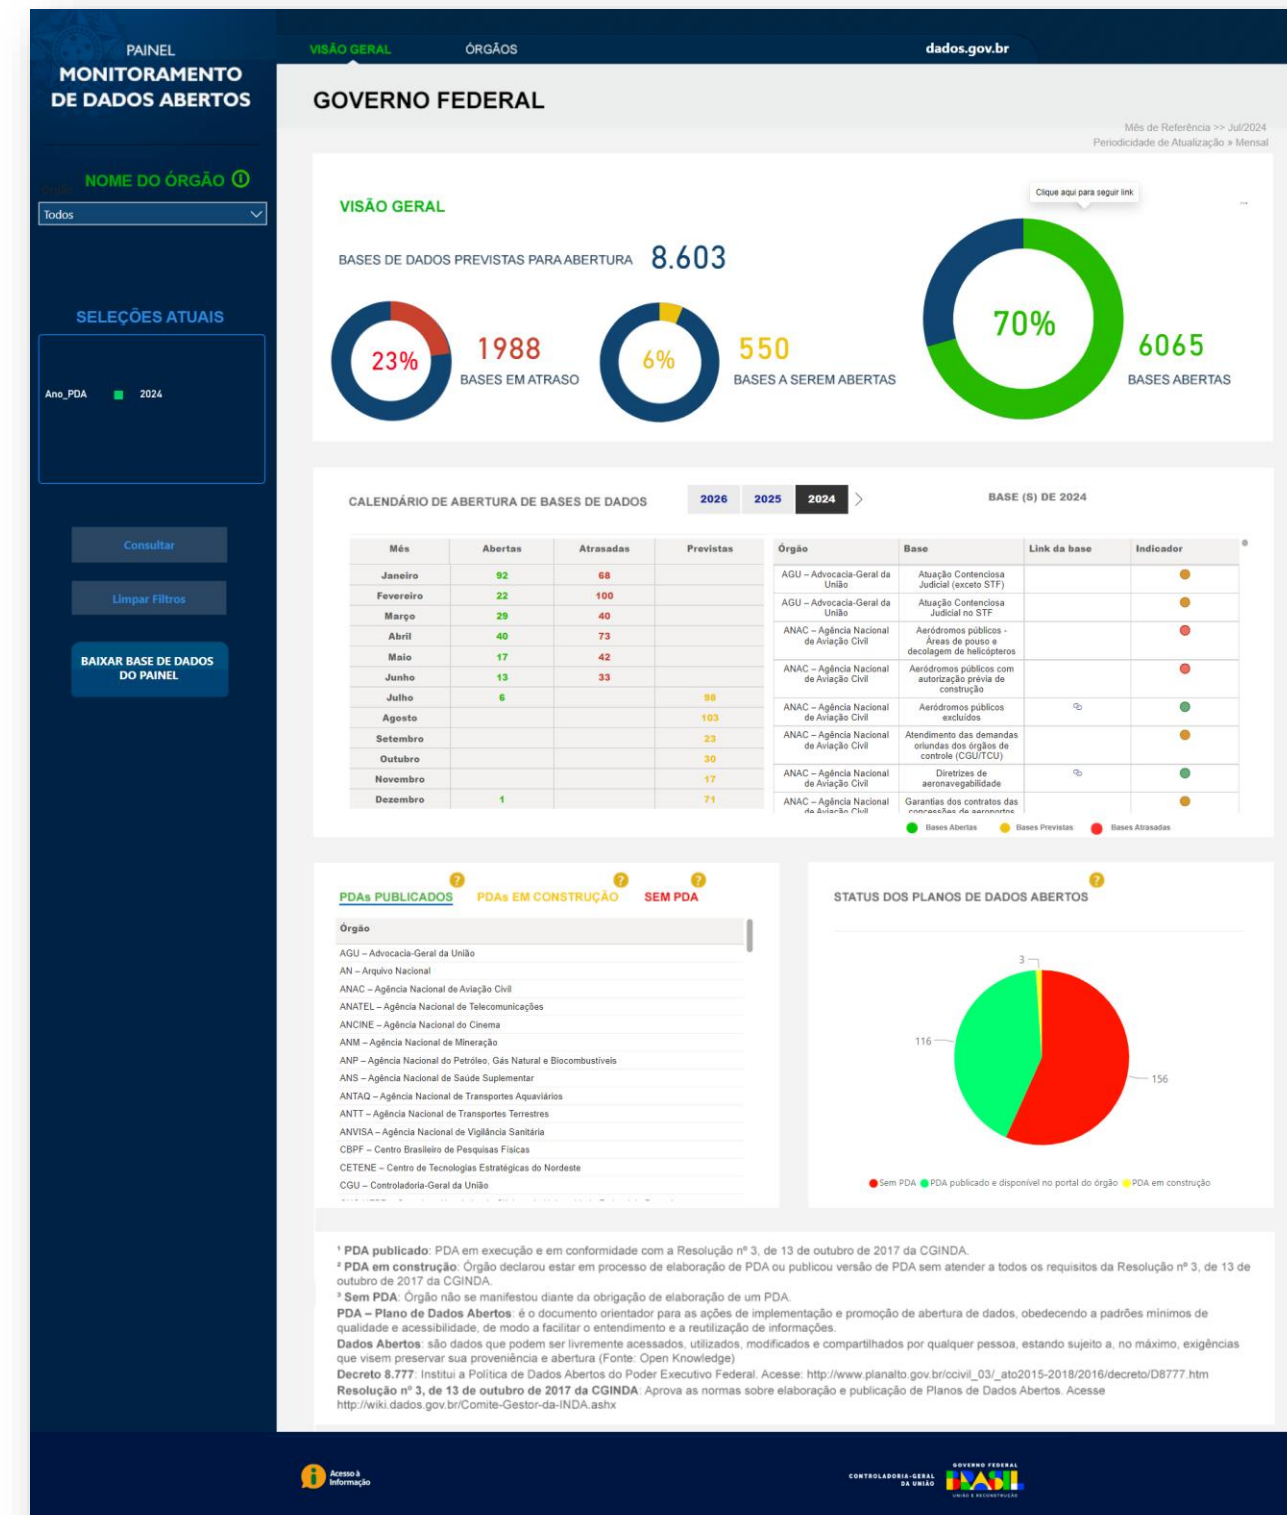 PAINEL
MONITORAMENTO
DE DADOS ABERTOS
VISÃO GERAL
ÓRGÃOS
dados.gov.br
GOVERNO FEDERAL
Mês de Referência >> Jul/2024
Periodicidade de Atualização » Mensal
NOME DO ÓRGÃO
Todos
SELEÇÕES ATUAIS
Ano_PDA 2024
Consultar
Limpar Filtros
BAIXAR BASE DE DADOS
DO PAINEL
Clique aqui para seguir link
VISÃO GERAL
BASES DE DADOS PREVISTAS PARA ABERTURA 8.603
23%
1988
BASES EM ATRASO
6%
550
BASES A SEREM ABERTAS
70%
6065
BASES ABERTAS
CALENDÁRIO DE ABERTURA DE BASES DE DADOS
2026 2025 2024
BASE (S) DE 2024
Mês Abertas Atrasadas Previstas
Janeiro 92 68
Fevereiro 22 100
Março 29 40
Abril 40 73
Maio 17 42
Junho 13 33
Julho 6 98
Agosto 103
Setembro 23
Outubro 30
Novembro 17
Dezembro 1 71
Órgão Base Link da base Indicador
AGU – Advocacia-Geral da União Atuação Contenciosa Judicial (exceto STF)
AGU – Advocacia-Geral da União Atuação Contenciosa Judicial no STF
ANAC – Agência Nacional de Aviação Civil Aeródromos públicos - Áreas de pouso e decolagem de helicópteros
ANAC – Agência Nacional de Aviação Civil Aeródromos públicos com autorização prévia de construção
ANAC – Agência Nacional de Aviação Civil Aeródromos públicos excluídos
ANAC – Agência Nacional de Aviação Civil Atendimento das demandas oriundas dos órgãos de controle (CGU/TCU)
ANAC – Agência Nacional de Aviação Civil Diretrizes de aeronavegabilidade
ANAC – Agência Nacional de Aviação Civil Garantias dos contratos das concessões de aeroportos
Bases Abertas Bases Previstas Bases Atrasadas
? ? ?
PDAs PUBLICADOS PDAs EM CONSTRUÇÃO SEM PDA
Órgão
AGU – Advocacia-Geral da União
AN – Arquivo Nacional
ANAC – Agência Nacional de Aviação Civil
ANATEL – Agência Nacional de Telecomunicações
ANCINE – Agência Nacional do Cinema
ANM – Agência Nacional de Mineração
ANP – Agência Nacional do Petróleo, Gás Natural e Biocombustíveis
ANS – Agência Nacional de Saúde Suplementar
ANTAQ – Agência Nacional de Transportes Aquaviários
ANTT – Agência Nacional de Transportes Terrestres
ANVISA – Agência Nacional de Vigilância Sanitária
CBPF – Centro Brasileiro de Pesquisas Físicas
CETENE – Centro de Tecnologias Estratégicas do Nordeste
CGU – Controladoria-Geral da União
?
STATUS DOS PLANOS DE DADOS ABERTOS
3
116
156
Sem PDA PDA publicado e disponível no portal do órgão PDA em construção
¹ PDA publicado: PDA em execução e em conformidade com a Resolução nº 3, de 13 de outubro de 2017 da CGINDA.
² PDA em construção: Órgão declarou estar em processo de elaboração de PDA ou publicou versão de PDA sem atender a todos os requisitos da Resolução nº 3, de 13 de
outubro de 2017 da CGINDA.
³ Sem PDA: Órgão não se manifestou diante da obrigação de elaboração de um PDA.
PDA – Plano de Dados Abertos: é o documento orientador para as ações de implementação e promoção de abertura de dados, obedecendo a padrões mínimos de
qualidade e acessibilidade, de modo a facilitar o entendimento e a reutilização de informações.
Dados Abertos: são dados que podem ser livremente acessados, utilizados, modificados e compartilhados por qualquer pessoa, estando sujeito a, no máximo, exigências
que visem preservar sua proveniência e abertura (Fonte: Open Knowledge)
Decreto 8.777: Institui a Política de Dados Abertos do Poder Executivo Federal. Acesse: http://www.planalto.gov.br/ccivil_03/_ato2015-2018/2016/decreto/D8777.htm
Resolução nº 3, de 13 de outubro de 2017 da CGINDA: Aprova as normas sobre elaboração e publicação de Planos de Dados Abertos. Acesse
http://wiki.dados.gov.br/Comite-Gestor-da-INDA.ashx
Acesso à
Informação
CONTROLADORIA-GERAL
DA UNIÃO
GOVERNO FEDERAL
BRASIL
UNIÃO E RECONSTRUÇÃO